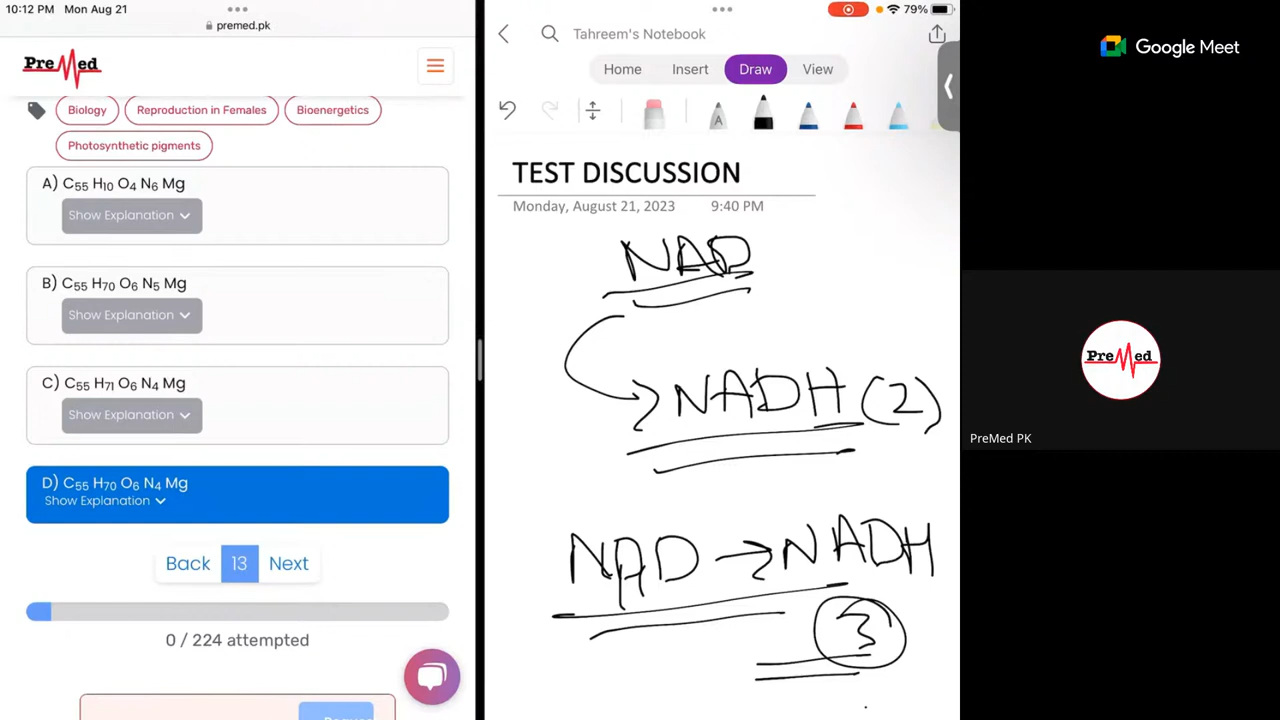 10:12 PM Mon Aug 21
premed.pk
PreMed
Biology
Reproduction in Females
Bioenergetics
Photosynthetic pigments
A) C55 H10 O4 N6 Mg
Show Explanation
B) C55 H70 O6 N5 Mg
Show Explanation
C) C55 H71 O6 N4 Mg
Show Explanation
D) C55 H70 O6 N4 Mg
Show Explanation
Back 13 Next
0 / 224 attempted
79%
Tahreem's Notebook
Home Insert Draw View
A
TEST DISCUSSION
Monday, August 21, 2023 9:40 PM
NAD
NADH (2)
NAD → NADH
3
Google Meet
PreMed
PreMed PK